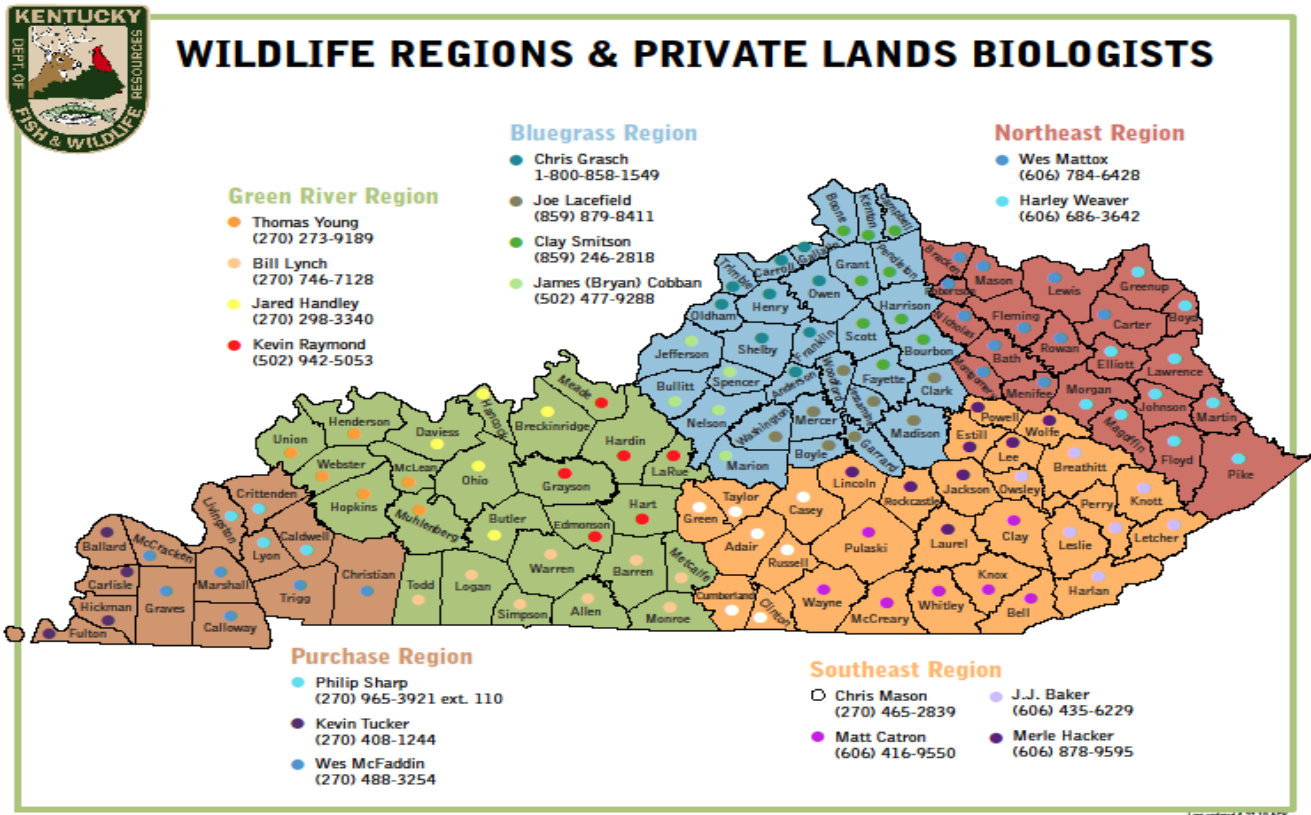 KENTUCKY
DEPT. OF
FISH & WILDLIFE
RESOURCES
WILDLIFE REGIONS & PRIVATE LANDS BIOLOGISTS
Bluegrass Region
Chris Grasch
1-800-858-1549
Joe Lacefield
(859) 879-8411
Clay Smitson
(859) 246-2818
James (Bryan) Cobban
(502) 477-9288
Northeast Region
Wes Mattox
(606) 784-6428
Harley Weaver
(606) 686-3642
Green River Region
Thomas Young
(270) 273-9189
Bill Lynch
(270) 746-7128
Jared Handley
(270) 298-3340
Kevin Raymond
(502) 942-5053
Boone
Kenton
Campbell
Trimble
Carroll
Gallatin
Grant
Pendleton
Owen
Henry
Oldham
Harrison
Jefferson
Shelby
Franklin
Scott
Bourbon
Bullitt
Spencer
Anderson
Woodford
Fayette
Clark
Nelson
Washington
Mercer
Jessamine
Madison
Marion
Boyle
Garrard
Bracken
Mason
Robertson
Lewis
Greenup
Nicholas
Fleming
Carter
Boyd
Bath
Rowan
Elliott
Lawrence
Montgomery
Menifee
Morgan
Johnson
Martin
Magoffin
Floyd
Pike
Meade
Hancock
Breckinridge
Henderson
Daviess
Union
Webster
McLean
Ohio
Hardin
LaRue
Grayson
Hopkins
Muhlenberg
Butler
Edmonson
Hart
Warren
Barren
Metcalfe
Todd
Logan
Simpson
Allen
Monroe
Crittenden
Livingston
Caldwell
Lyon
Ballard
McCracken
Carlisle
Marshall
Christian
Hickman
Graves
Trigg
Fulton
Calloway
Powell
Estill
Wolfe
Lee
Breathitt
Lincoln
Rockcastle
Jackson
Owsley
Perry
Knott
Taylor
Green
Casey
Adair
Pulaski
Laurel
Clay
Leslie
Letcher
Russell
Knox
Harlan
Cumberland
Clinton
Wayne
McCreary
Whitley
Bell
Purchase Region
Philip Sharp
(270) 965-3921 ext. 110
Kevin Tucker
(270) 408-1244
Wes McFaddin
(270) 488-3254
Southeast Region
Chris Mason
(270) 465-2839
Matt Catron
(606) 416-9550
J.J. Baker
(606) 435-6229
Merle Hacker
(606) 878-9595